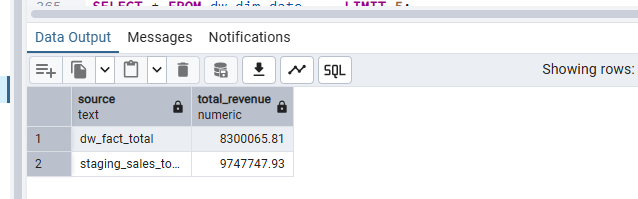 265 SELECT * FROM dw.dim_date LIMIT 5;
Data Output Messages Notifications
SQL Showing rows:
source total_revenue
text numeric
1 dw_fact_total 8300065.81
2 staging_sales_to... 9747747.93